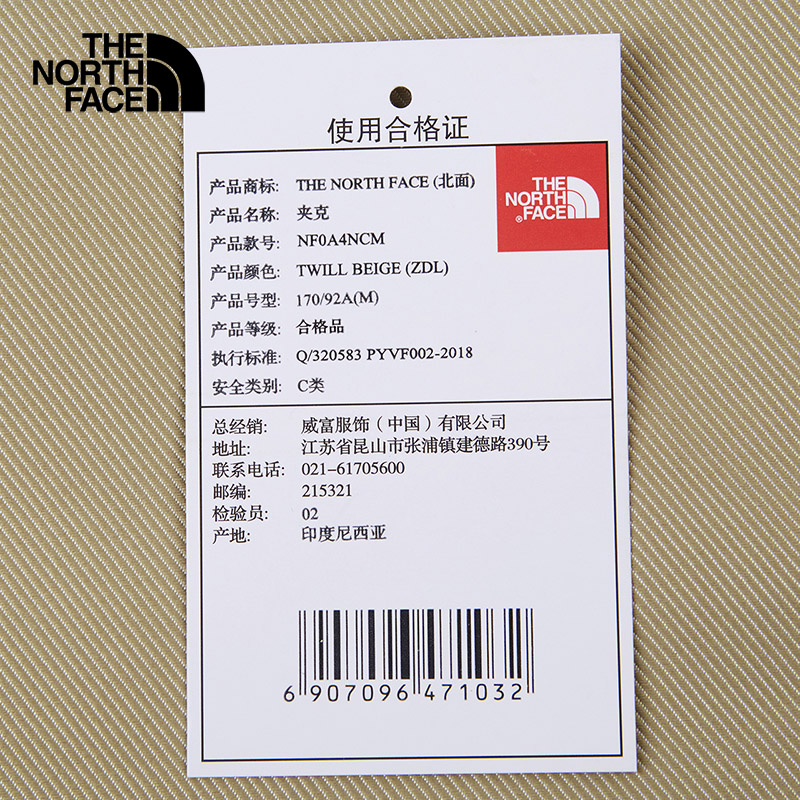 THE
NORTH
FACE
使用合格证
THE
NORTH
®FACE
产品商标: THE NORTH FACE (北面)
产品名称: 夹克
产品款号: NF0A4NCM
产品颜色: TWILL BEIGE (ZDL)
产品号型: 170/92A(M)
产品等级: 合格品
执行标准: Q/320583 PYVF002-2018
安全类别: C类
总经销: 威富服饰（中国）有限公司
地址: 江苏省昆山市张浦镇建德路390号
联系电话: 021-61705600
邮编: 215321
检验员: 02
产地: 印度尼西亚
6 907096 471032